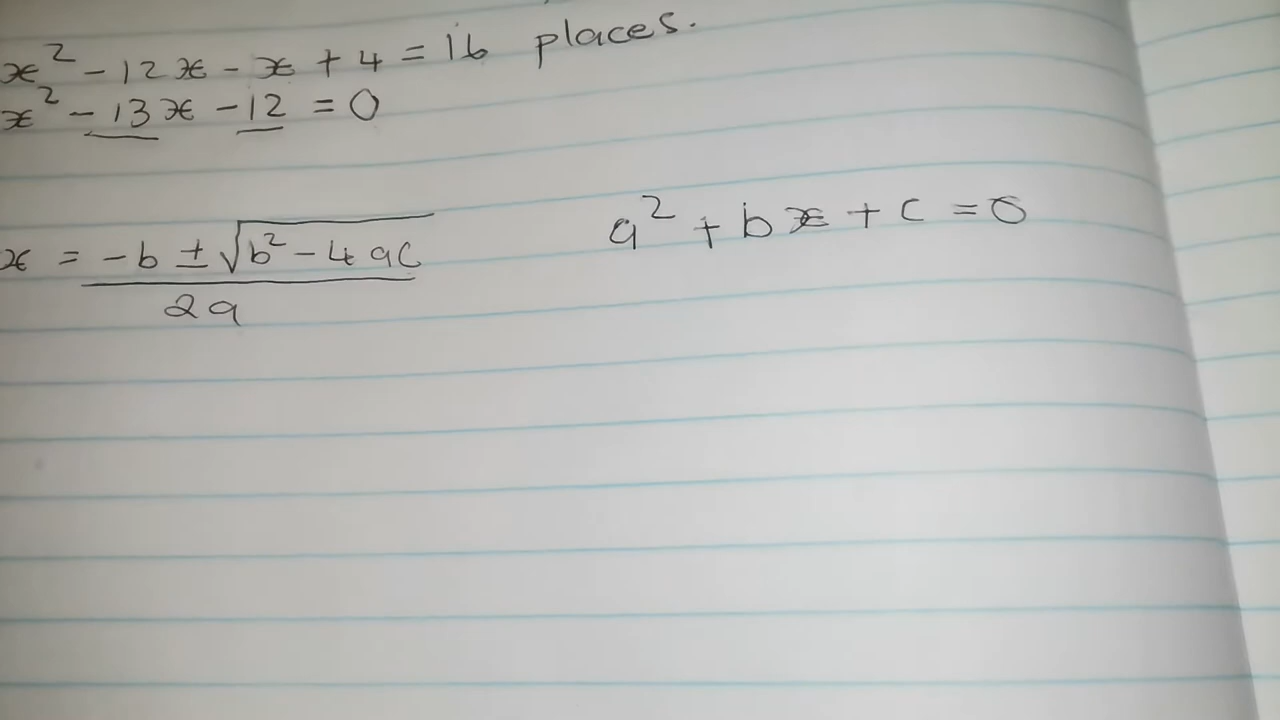 x² - 12x - x + 4 = 16 places.
x² - 13x - 12 = 0
x = -b ± √b² - 4ac
2a
a² + bx + c = 0